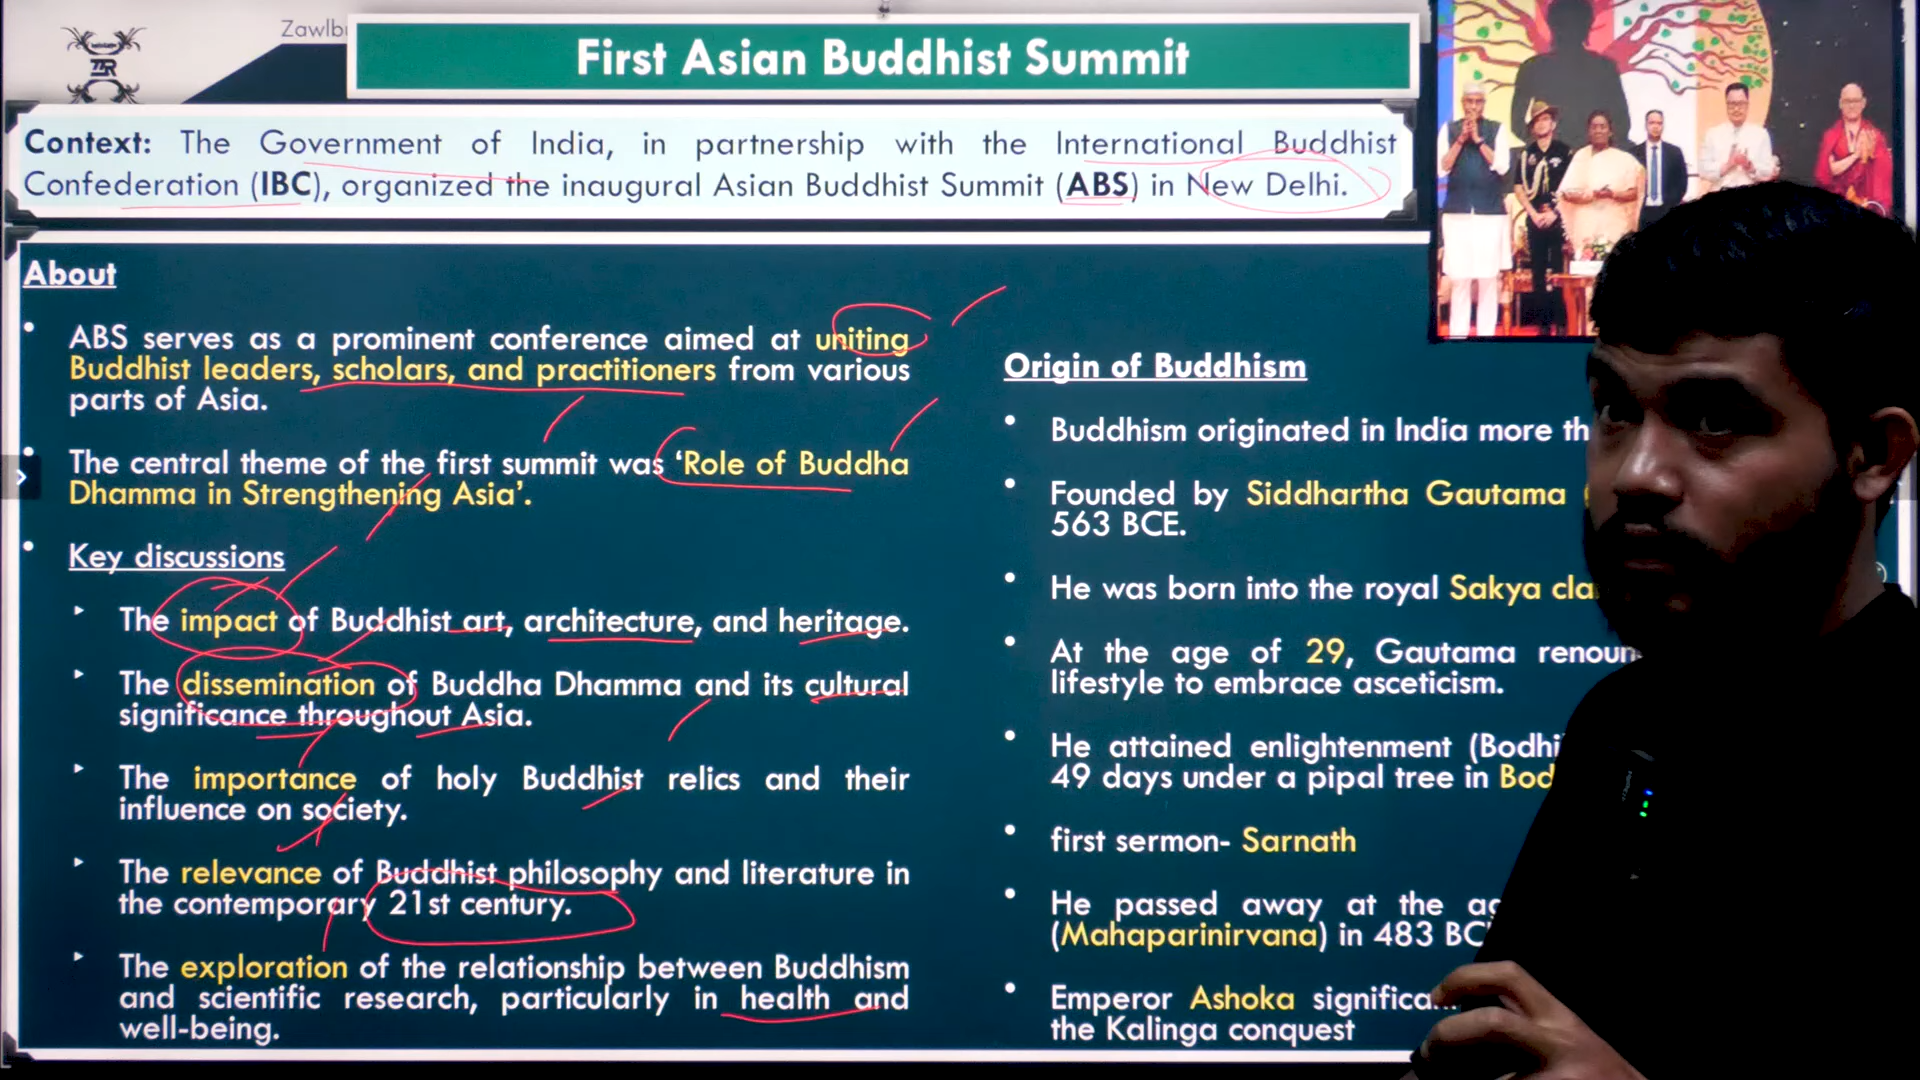 Zawlbu
First Asian Buddhist Summit
Context: The Government of India, in partnership with the International Buddhist
Confederation (IBC), organized the inaugural Asian Buddhist Summit (ABS) in New Delhi.
About
• ABS serves as a prominent conference aimed at uniting
Buddhist leaders, scholars, and practitioners from various
parts of Asia.
• The central theme of the first summit was ‘Role of Buddha
Dhamma in Strengthening Asia’.
• Key discussions
‣ The impact of Buddhist art, architecture, and heritage.
‣ The dissemination of Buddha Dhamma and its cultural
significance throughout Asia.
‣ The importance of holy Buddhist relics and their
influence on society.
‣ The relevance of Buddhist philosophy and literature in
the contemporary 21st century.
‣ The exploration of the relationship between Buddhism
and scientific research, particularly in health and
well-being.
Origin of Buddhism
• Buddhism originated in India more th
• Founded by Siddhartha Gautama
563 BCE.
• He was born into the royal Sakya cla
• At the age of 29, Gautama renoun
lifestyle to embrace asceticism.
• He attained enlightenment (Bodhi
49 days under a pipal tree in Bod
• first sermon- Sarnath
• He passed away at the ag
(Mahaparinirvana) in 483 BC
• Emperor Ashoka significa
the Kalinga conquest